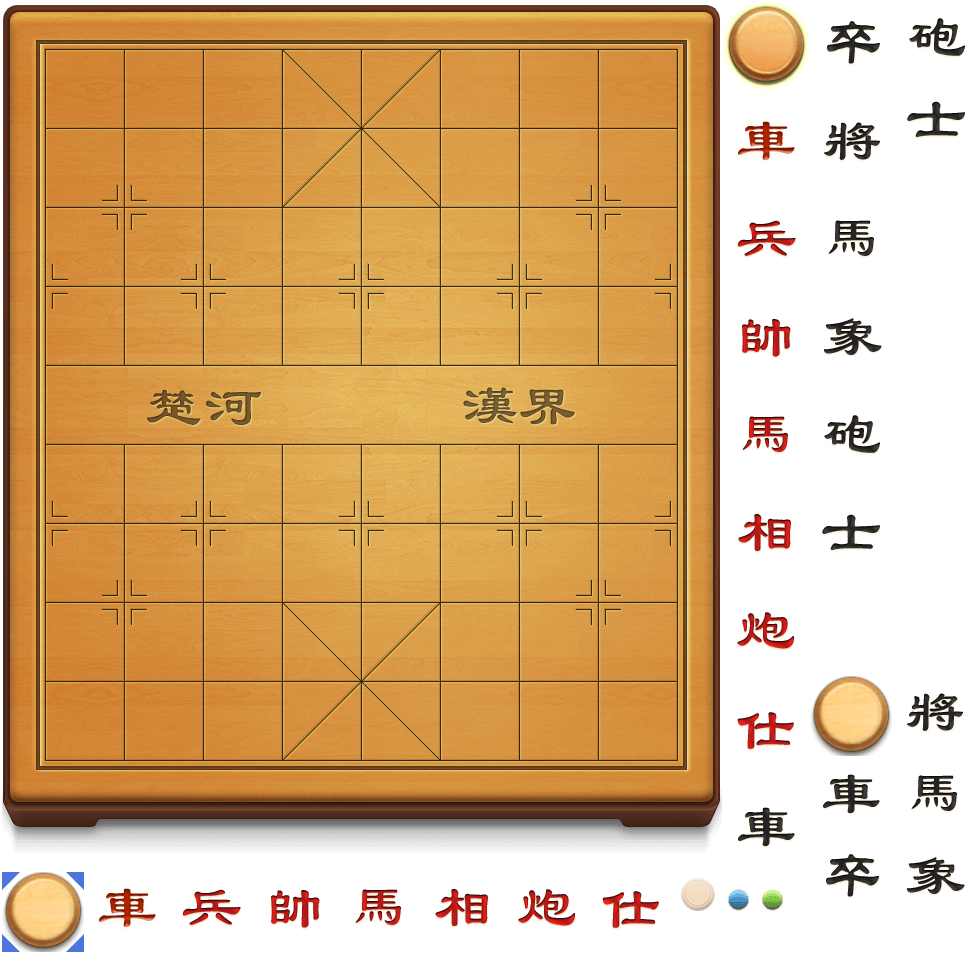 楚河 漢界
卒 砲
士
車 將
兵 馬
帥 象
馬 砲
相 士
炮
將
仕
車 馬
車
卒 象
車 兵 帥 馬 相 炮 仕